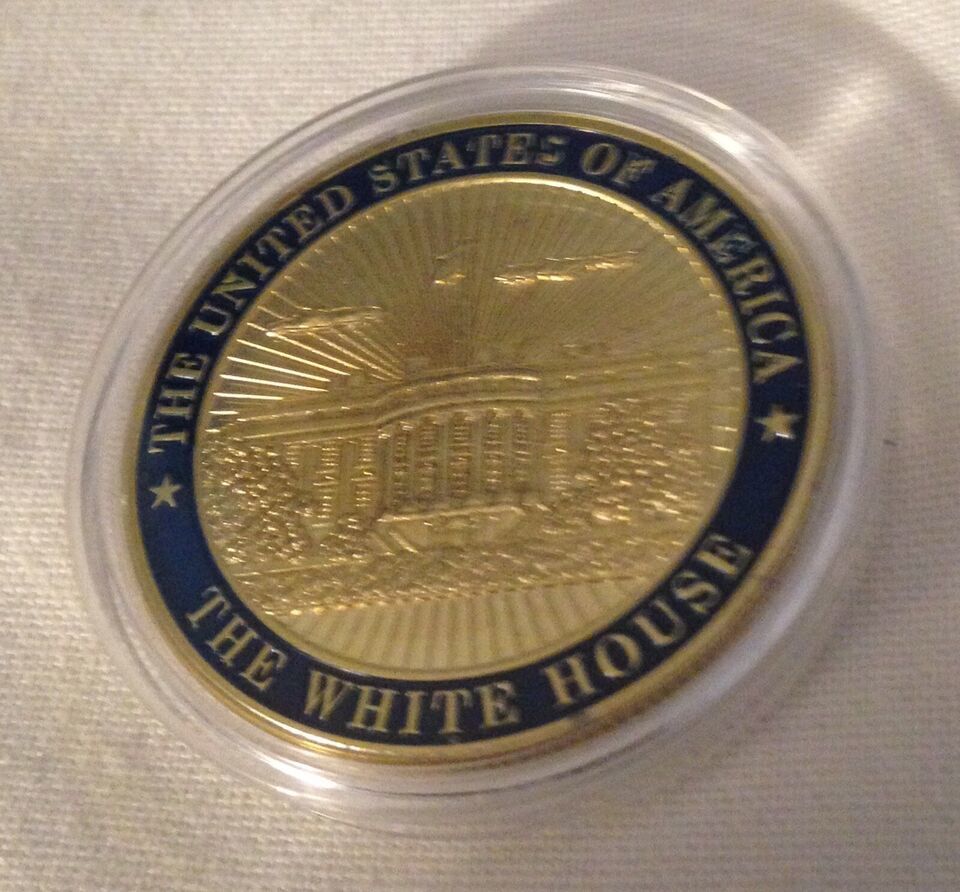 THE UNITED STATES OF AMERICA
THE WHITE HOUSE